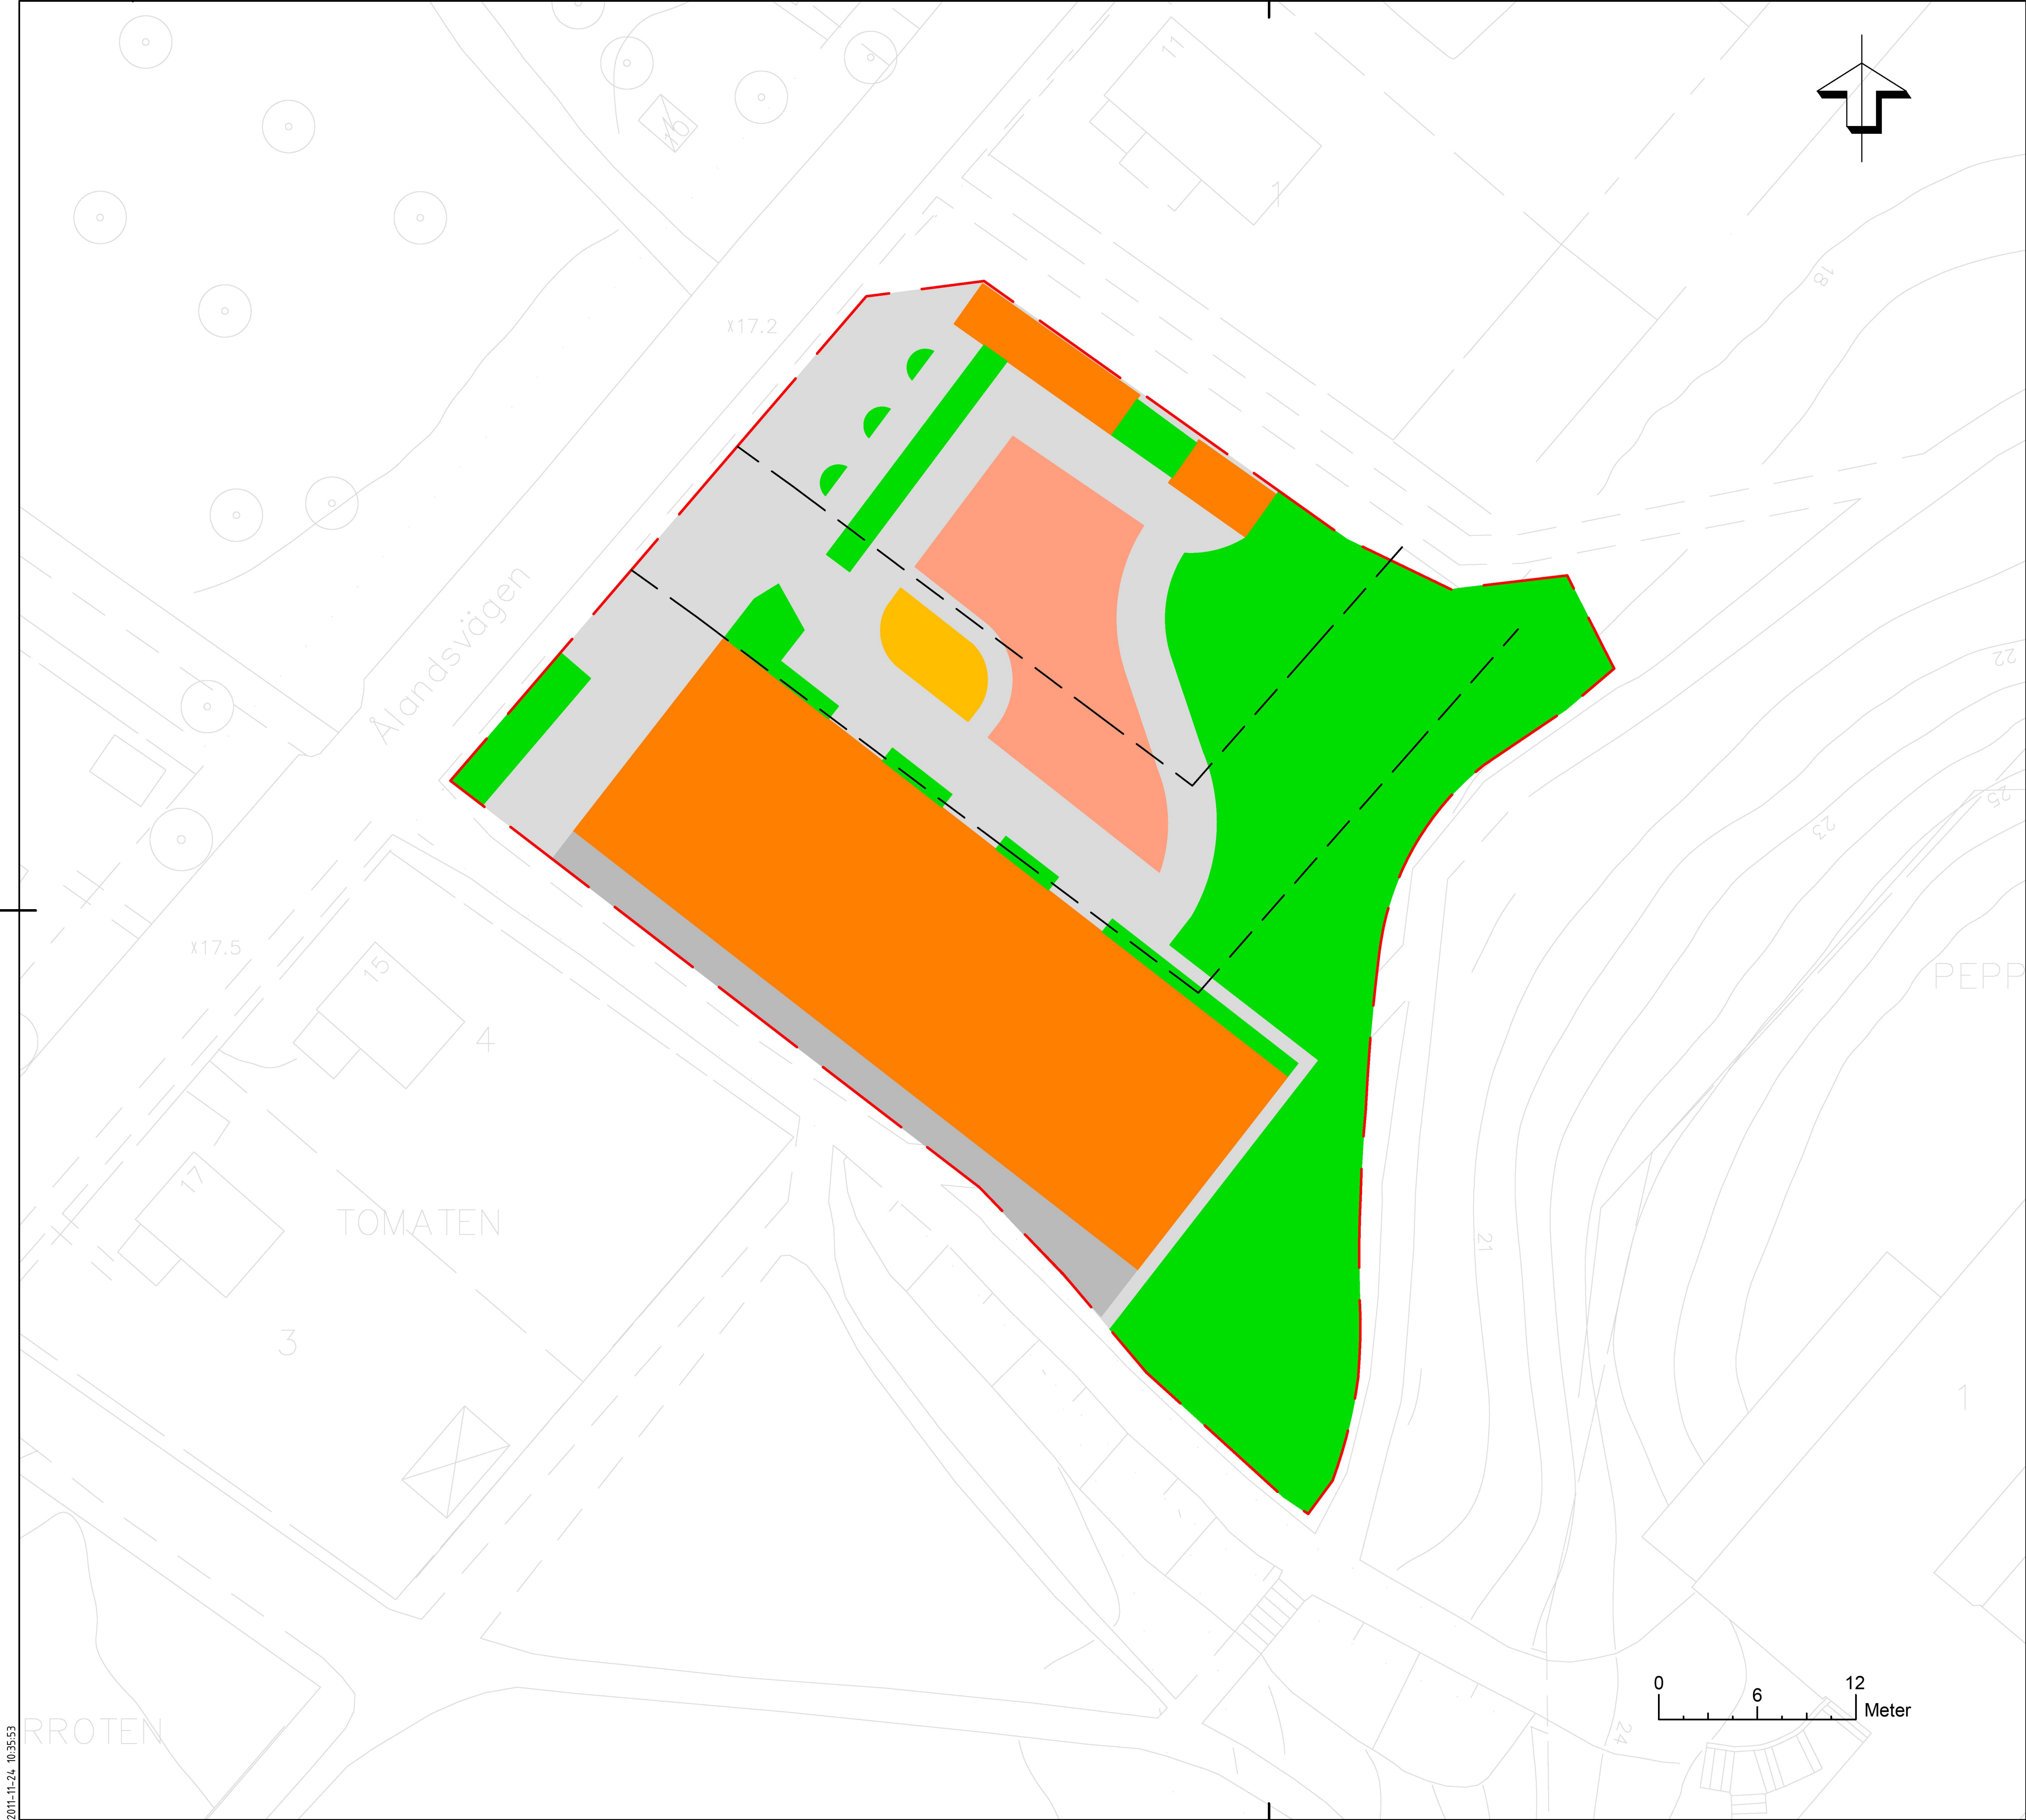 11
10
1
18
x17.2
Ålandsvägen
22
25
23
x17.5
15
PEPP
4
17
TOMATEN
21
3
1
0 6 12
Meter
24
RROTEN
2011-11-24 10:35:53